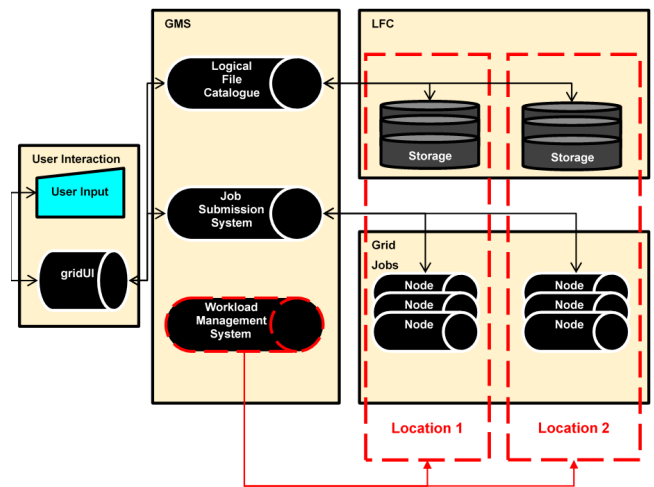 GMS
LFC
Logical
File
Catalogue
Storage
Storage
User Interaction
User Input
gridUI
Job
Submission
System
Workload
Management
System
Grid
Jobs
Node
Node
Node
Node
Node
Node
Location 1
Location 2